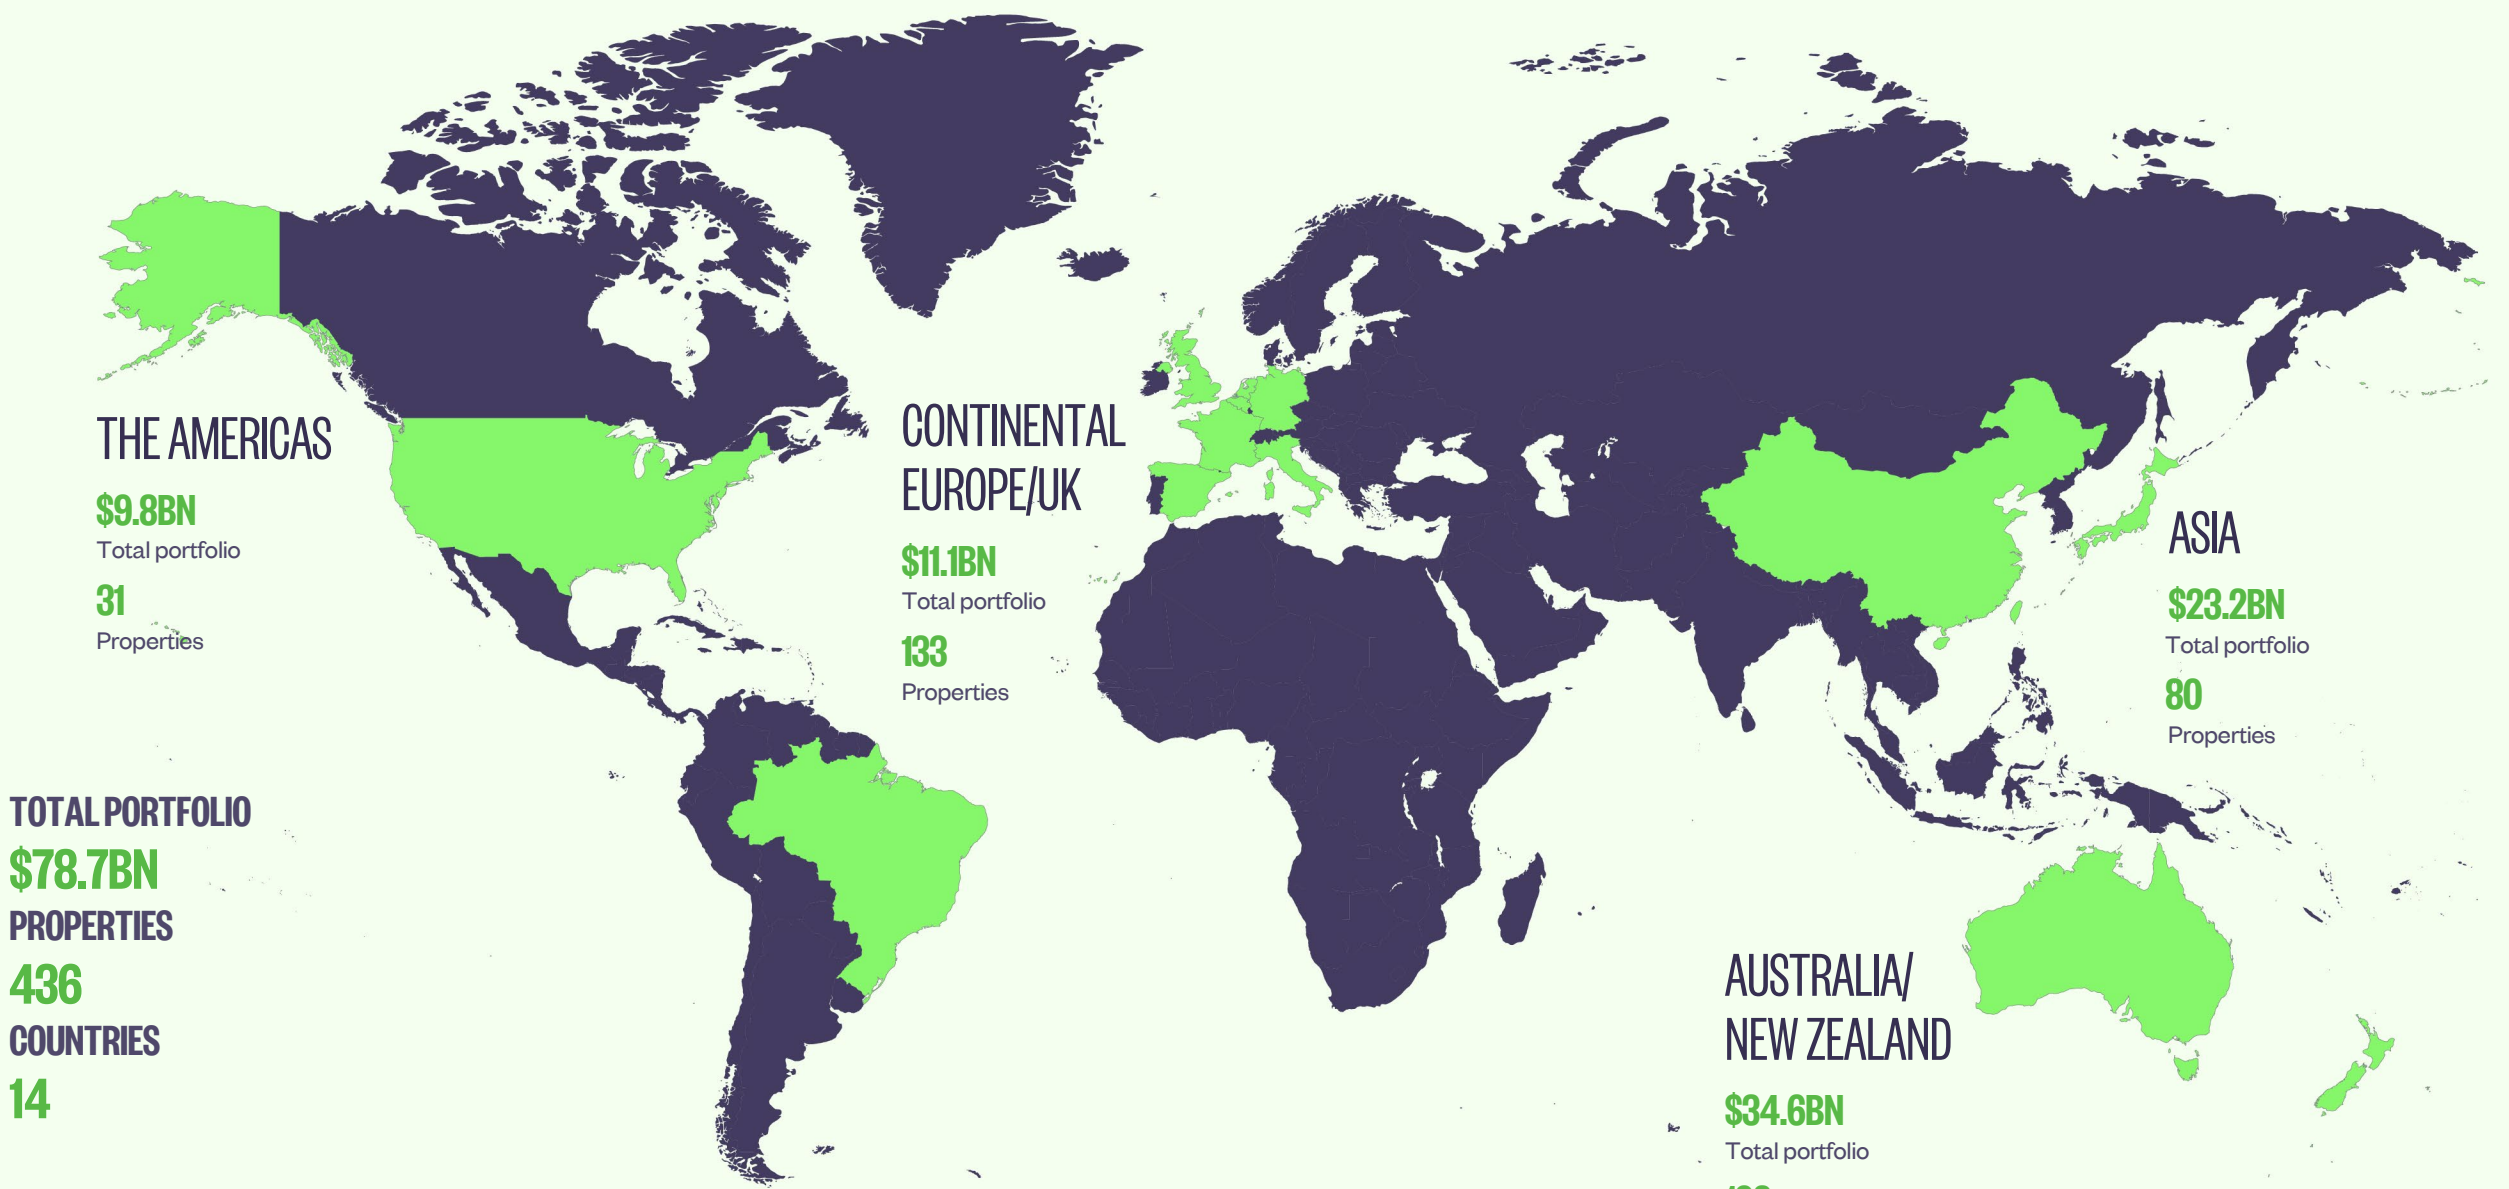 THE AMERICAS
$9.8BN
Total portfolio
31
Properties
CONTINENTAL
EUROPE/UK
$11.1BN
Total portfolio
133
Properties
ASIA
$23.2BN
Total portfolio
80
Properties
TOTAL PORTFOLIO
$78.7BN
PROPERTIES
436
COUNTRIES
14
AUSTRALIA/
NEW ZEALAND
$34.6BN
Total portfolio